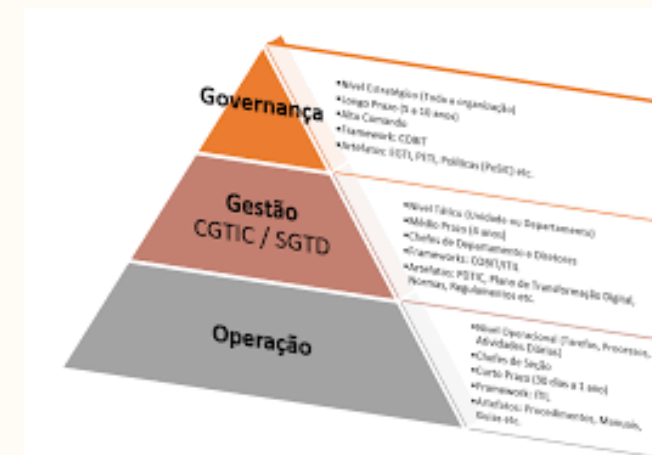 Governança
•Nível Estratégico (Toda a organização)
•Longo Prazo (5 a 10 anos)
•Alto Comando
•Framework: COBIT
•Artefatos: EGTI, PETI, Políticas (PoSIC) etc.
Gestão
CGTIC / SGTD
•Nível Tático (Unidade ou Departamento)
•Médio Prazo (4 anos)
•Chefes de Departamento e Diretores
•Frameworks: COBIT/ITIL
•Artefatos: PDTIC, Plano de Transformação Digital,
Normas, Regulamentos etc.
Operação
•Nível Operacional (Tarefas, Processos,
Atividades Diárias)
•Chefes de Seção
•Curto Prazo (30 dias a 1 ano)
•Framework: ITIL
•Artefatos: Procedimentos, Manuais,
Guias etc.